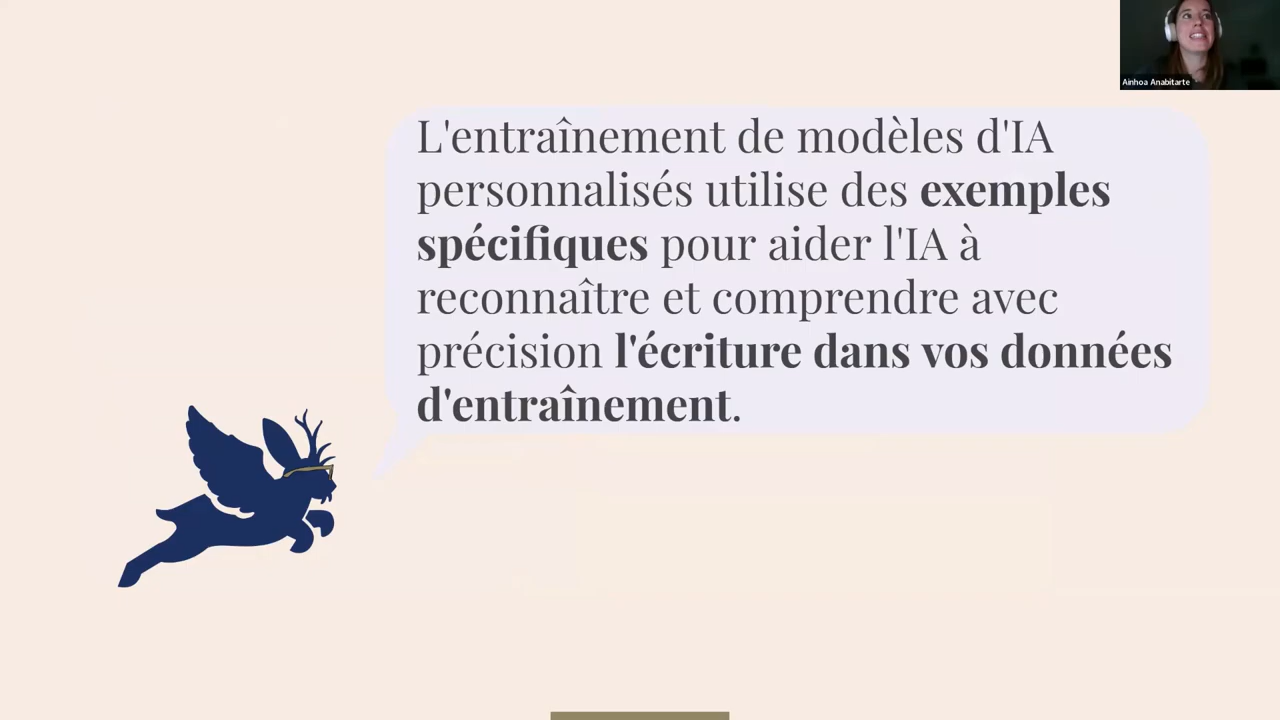 Ainhoa Anabitarte
L'entraînement de modèles d'IA
personnalisés utilise des exemples
spécifiques pour aider l'IA à
reconnaître et comprendre avec
précision l'écriture dans vos données
d'entraînement.